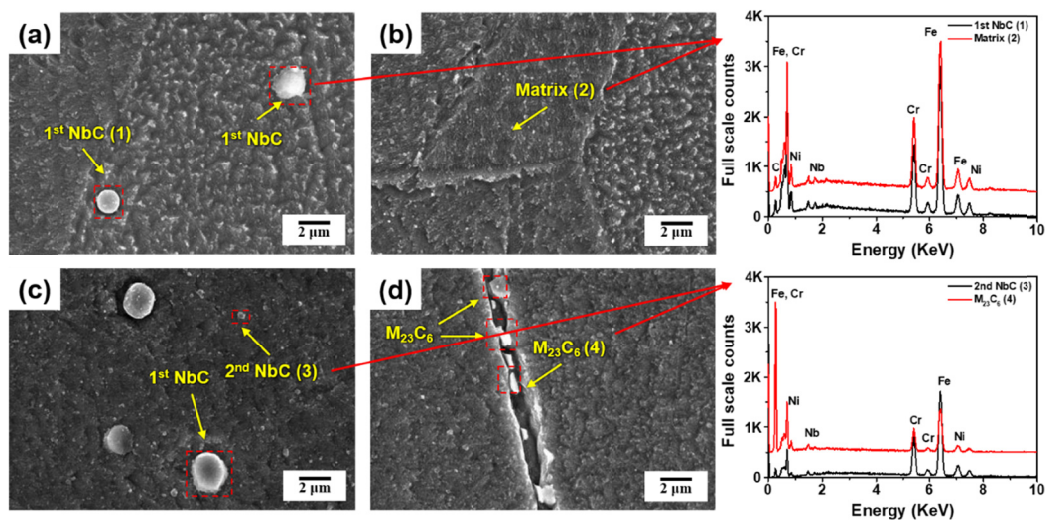 (a)
1st NbC (1)
1st NbC
2 μm
(b)
Matrix (2)
2 μm
4K
3K
2K
1K
0
Full scale counts
1st NbC (1)
Matrix (2)
Fe, Cr
C
Ni
Nb
Cr
Cr
Fe
Fe
Ni
0 2 4 6 8 10
Energy (KeV)
(c)
2nd NbC (3)
1st NbC
2 μm
(d)
M23C6
M23C6 (4)
2 μm
4K
3K
2K
1K
0
Full scale counts
2nd NbC (3)
M23C6 (4)
Fe, Cr
Ni
Nb
Cr
Cr
Fe
Ni
0 2 4 6 8 10
Energy (KeV)